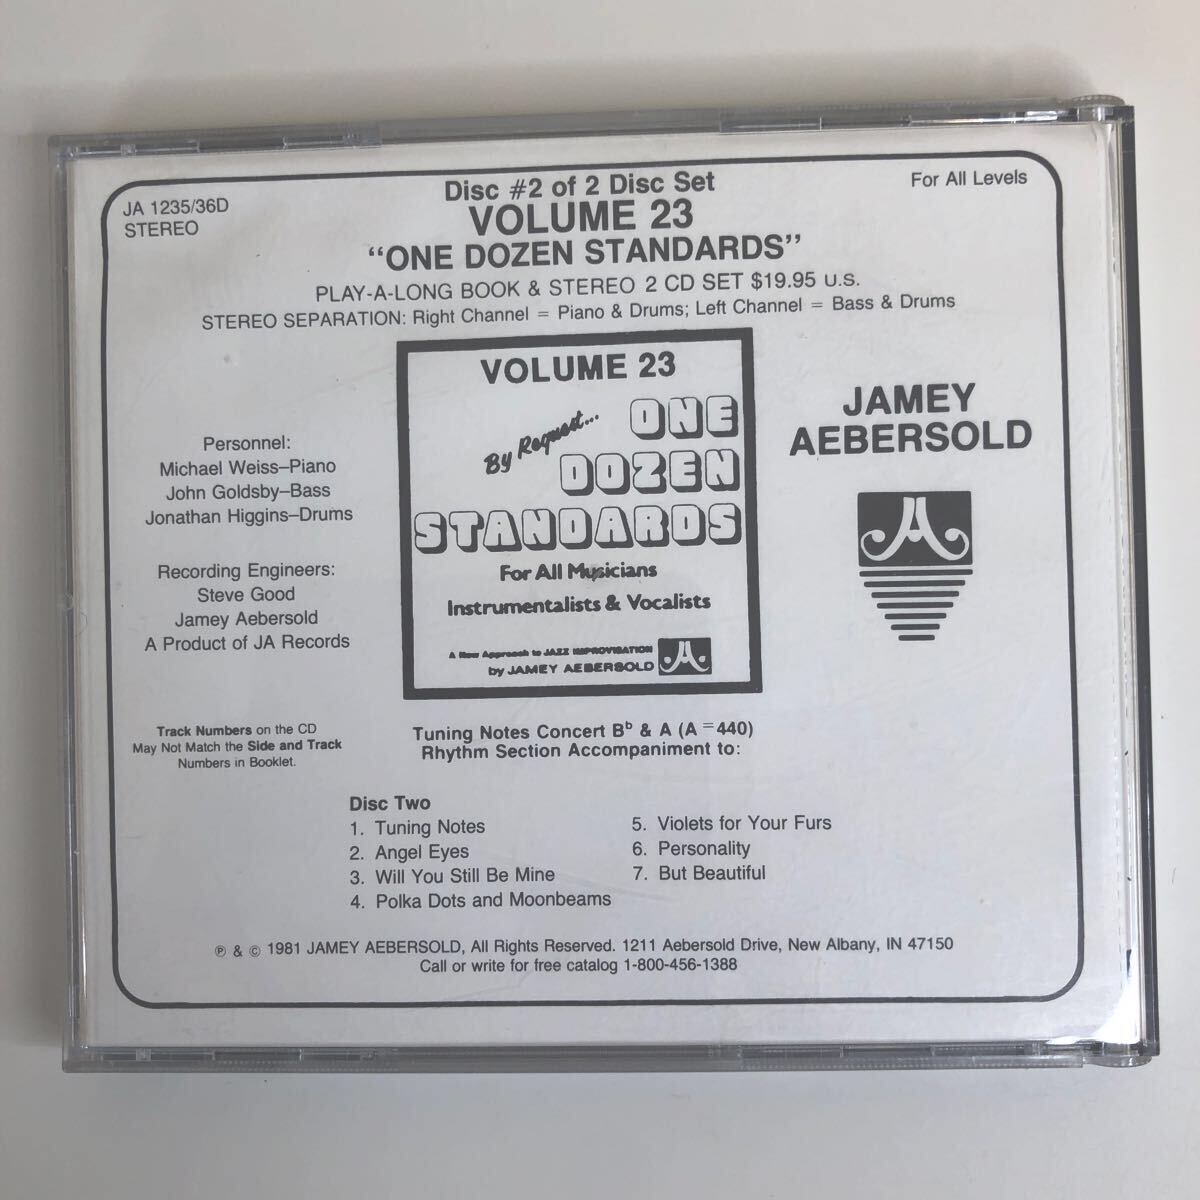 Disc #2 of 2 Disc Set
For All Levels
JA 1235/36D
STEREO
VOLUME 23
“ONE DOZEN STANDARDS”
PLAY-A-LONG BOOK & STEREO 2 CD SET $19.95 U.S.
STEREO SEPARATION: Right Channel = Piano & Drums; Left Channel = Bass & Drums
Personnel:
Michael Weiss–Piano
John Goldsby–Bass
Jonathan Higgins–Drums
Recording Engineers:
Steve Good
Jamey Aebersold
A Product of JA Records
VOLUME 23
By Request...
ONE
DOZEN
STANDARDS
For All Musicians
Instrumentalists & Vocalists
A New Approach to JAZZ IMPROVISATION
by JAMEY AEBERSOLD
JAMEY
AEBERSOLD
Track Numbers on the CD
May Not Match the Side and Track
Numbers in Booklet.
Tuning Notes Concert Bb & A (A = 440)
Rhythm Section Accompaniment to:
Disc Two
1. Tuning Notes
2. Angel Eyes
3. Will You Still Be Mine
4. Polka Dots and Moonbeams
5. Violets for Your Furs
6. Personality
7. But Beautiful
℗ & © 1981 JAMEY AEBERSOLD, All Rights Reserved. 1211 Aebersold Drive, New Albany, IN 47150
Call or write for free catalog 1-800-456-1388